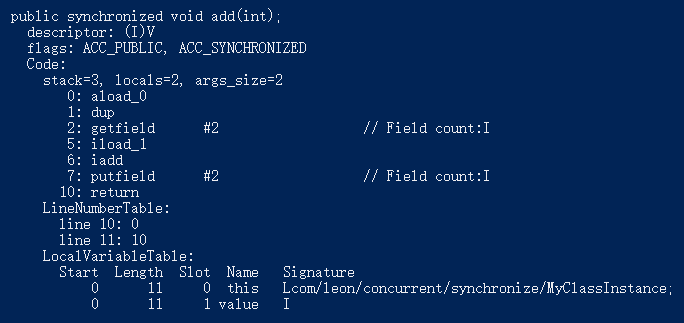 public synchronized void add(int);
descriptor: (I)V
flags: ACC_PUBLIC, ACC_SYNCHRONIZED
Code:
stack=3, locals=2, args_size=2
0: aload_0
1: dup
2: getfield #2 // Field count:I
5: iload_1
6: iadd
7: putfield #2 // Field count:I
10: return
LineNumberTable:
line 10: 0
line 11: 10
LocalVariableTable:
Start Length Slot Name Signature
0 11 0 this Lcom/leon/concurrent/synchronize/MyClassInstance;
0 11 1 value I